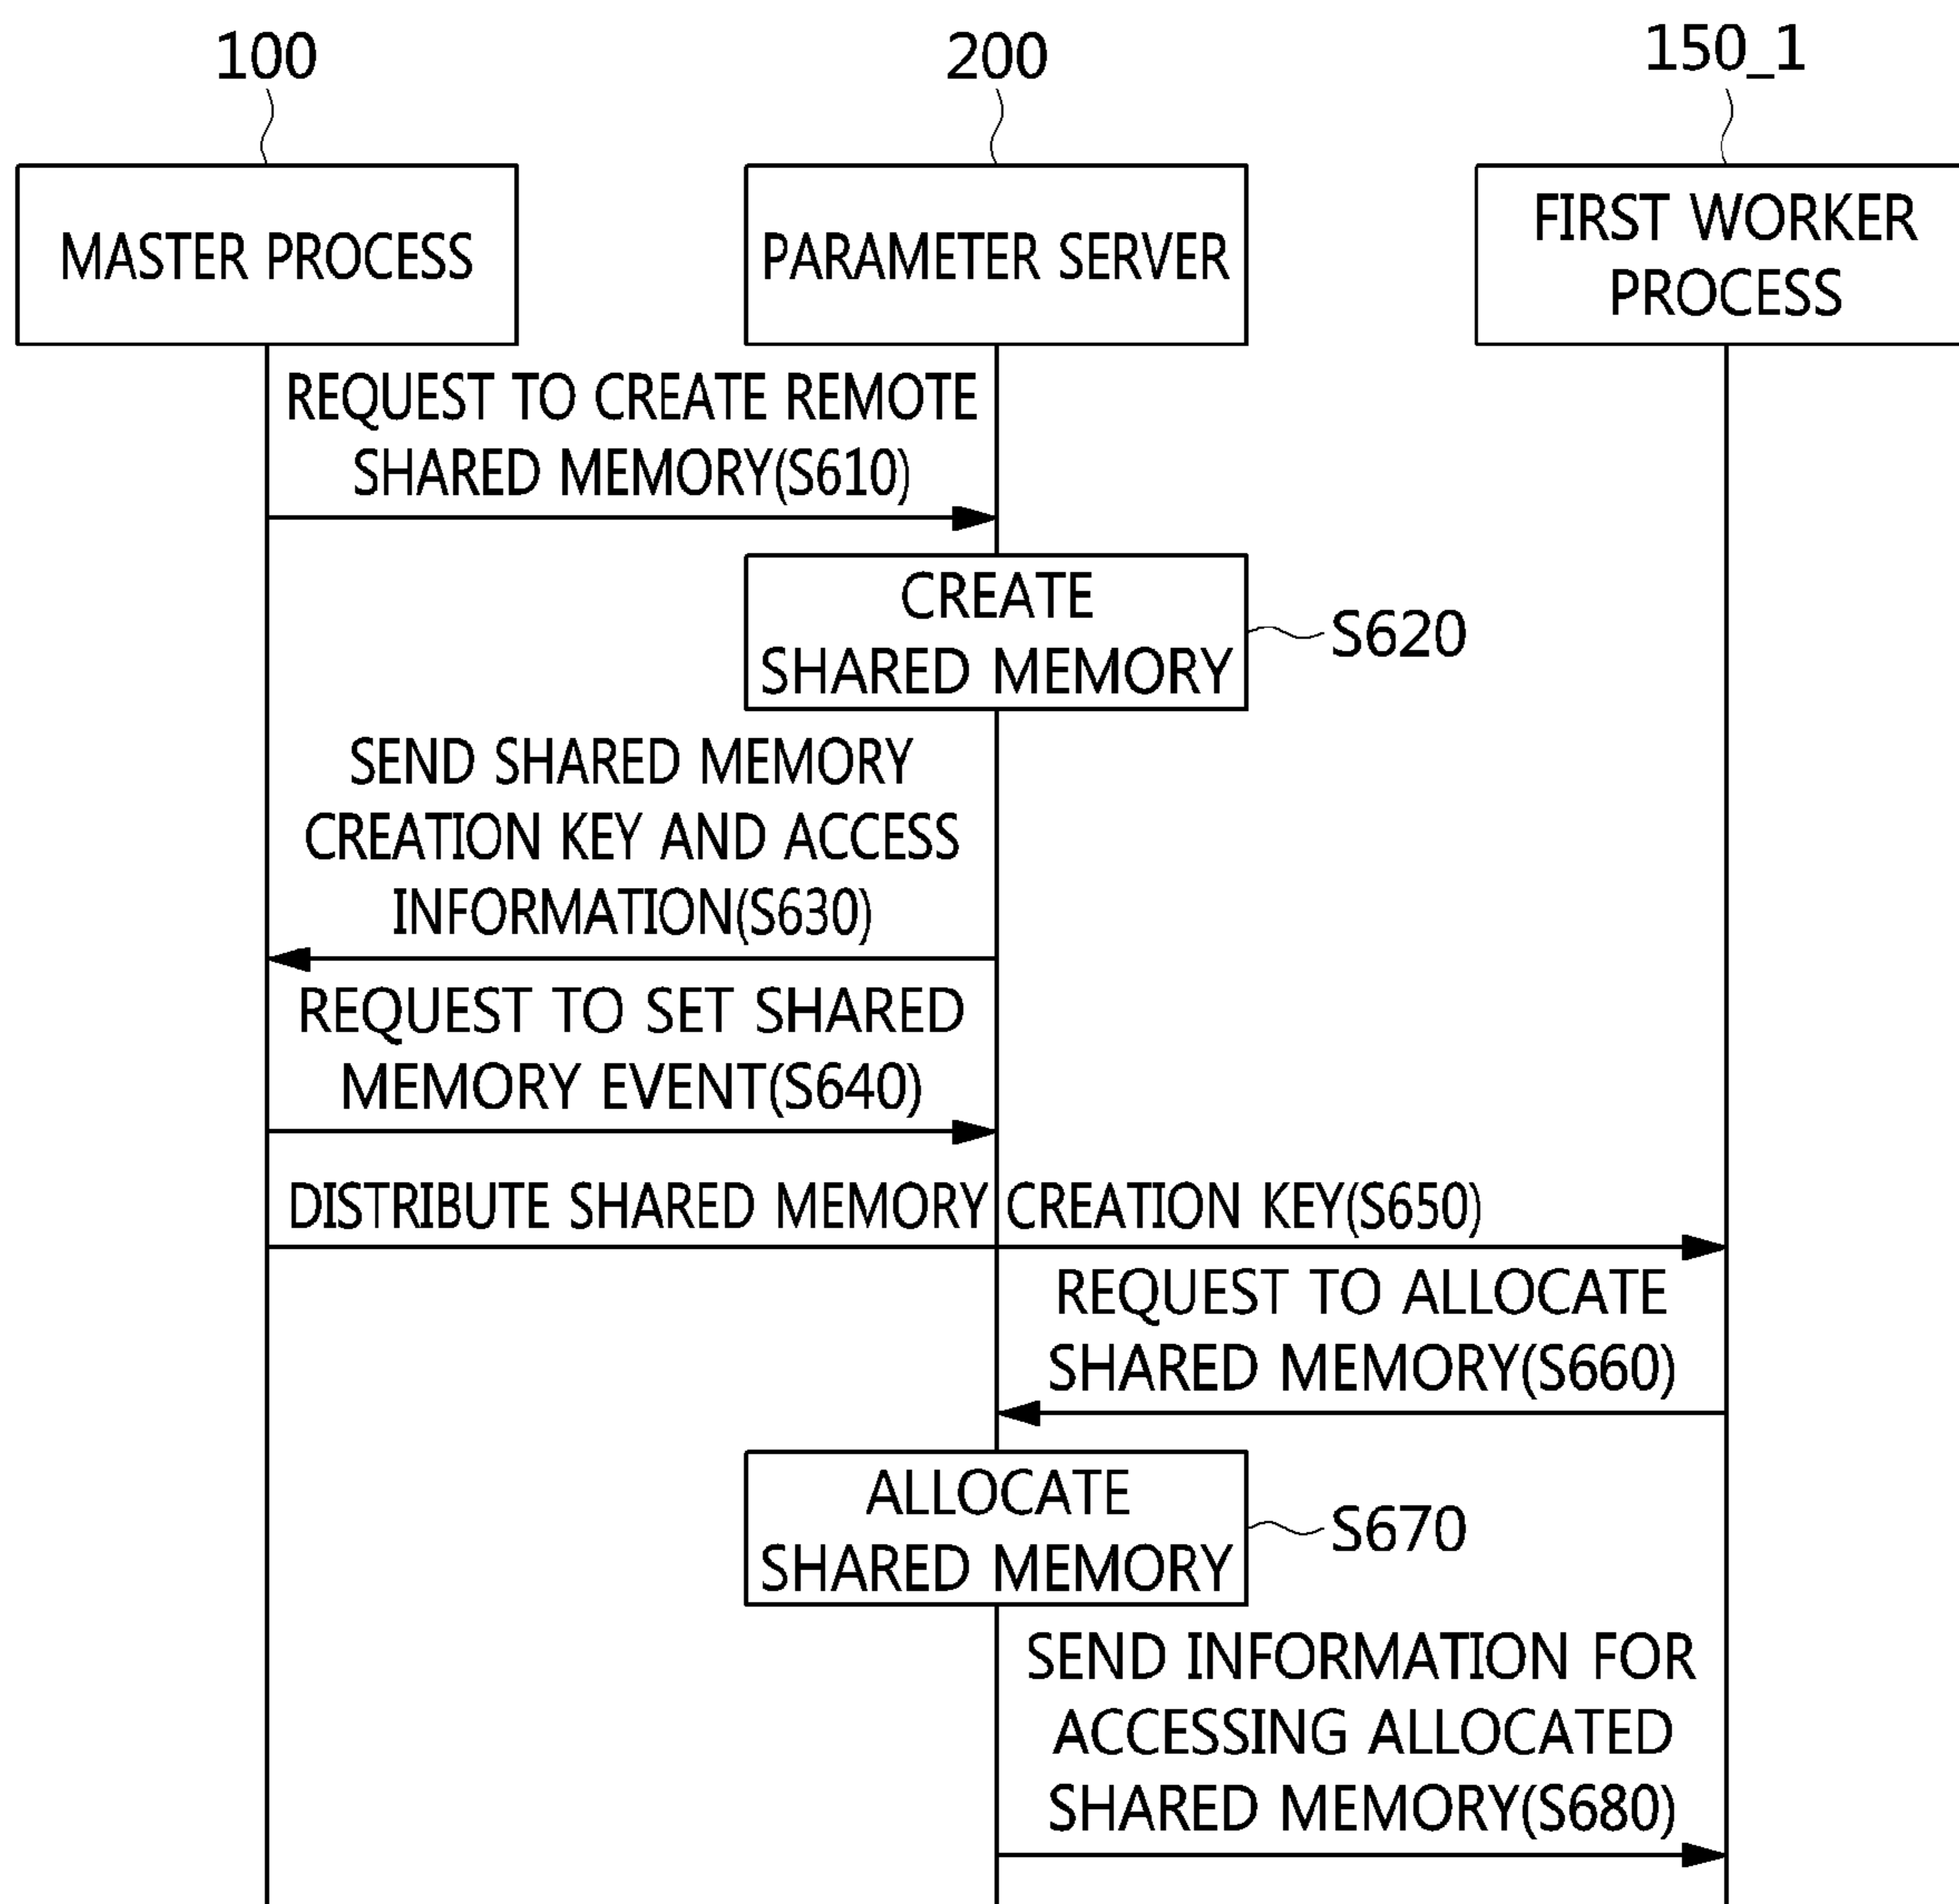 100
200
150_1
MASTER PROCESS
PARAMETER SERVER
FIRST WORKER
PROCESS
REQUEST TO CREATE REMOTE
SHARED MEMORY(S610)
CREATE
SHARED MEMORY
S620
SEND SHARED MEMORY
CREATION KEY AND ACCESS
INFORMATION(S630)
REQUEST TO SET SHARED
MEMORY EVENT(S640)
DISTRIBUTE SHARED MEMORY CREATION KEY(S650)
REQUEST TO ALLOCATE
SHARED MEMORY(S660)
ALLOCATE
SHARED MEMORY
S670
SEND INFORMATION FOR
ACCESSING ALLOCATED
SHARED MEMORY(S680)